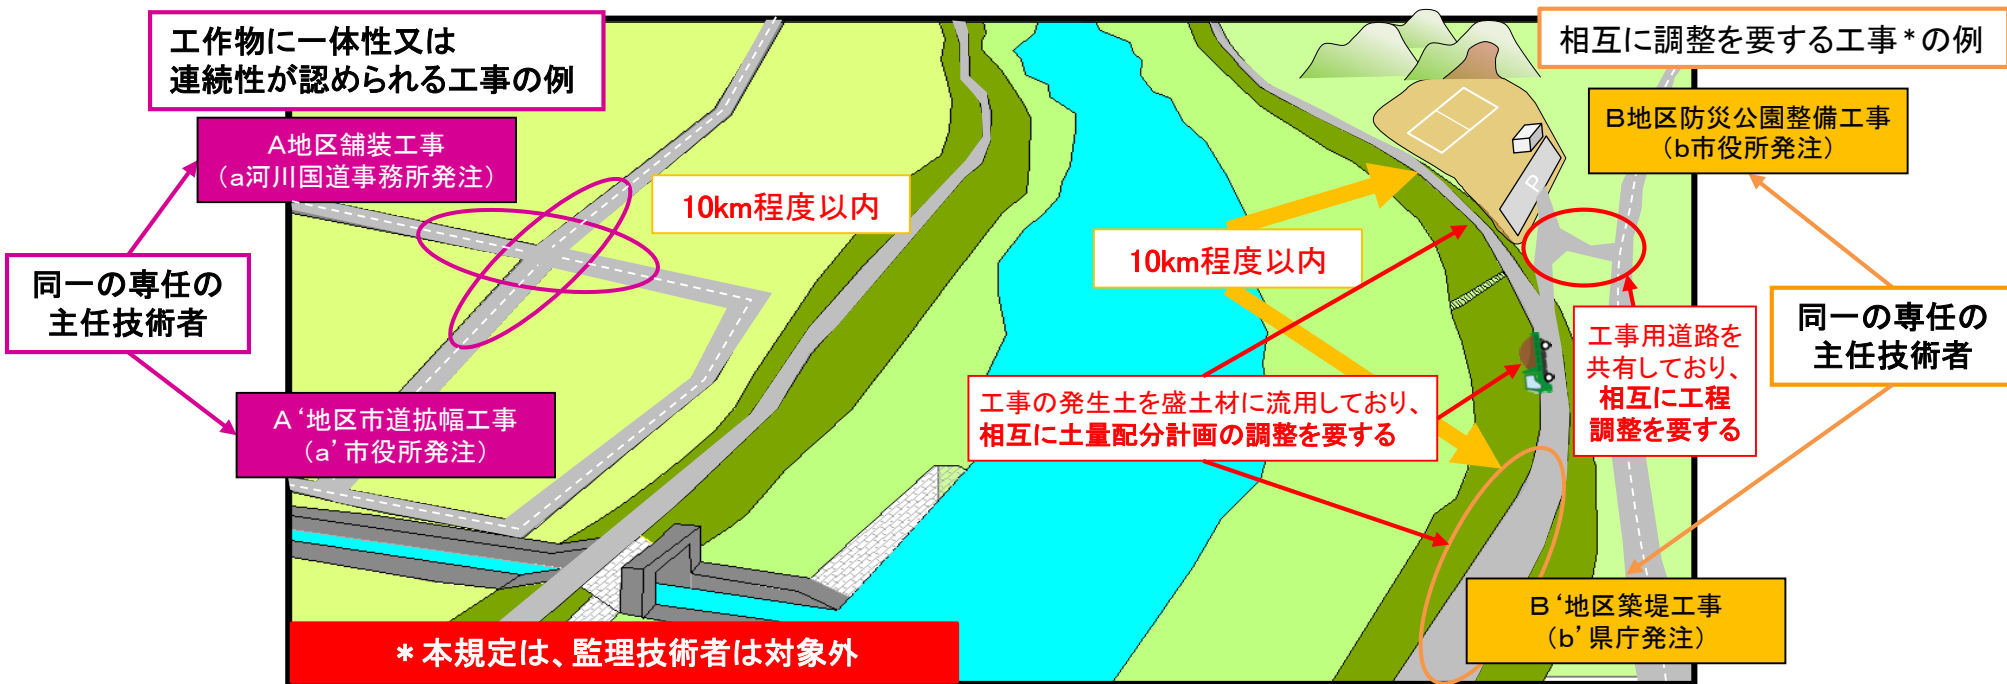 工作物に一体性又は
連続性が認められる工事の例
A地区舗装工事
(a河川国道事務所発注)
10km程度以内
同一の専任の
主任技術者
A‘地区市道拡幅工事
(a’市役所発注)
相互に調整を要する工事*の例
B地区防災公園整備工事
(b市役所発注)
P
10km程度以内
工事用道路を
共有しており、
相互に工程
調整を要する
同一の専任の
主任技術者
工事の発生土を盛土材に流用しており、
相互に土量配分計画の調整を要する
B‘地区築堤工事
(b’県庁発注)
*本規定は、監理技術者は対象外